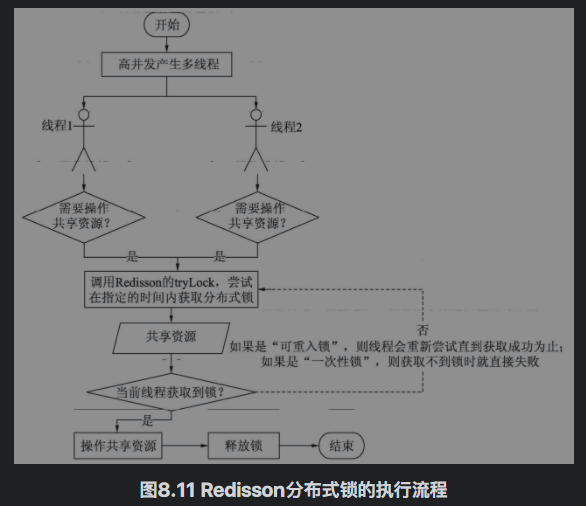 开始
高并发产生多线程
线程1
线程2
需要操作
共享资源?
需要操作
共享资源?
是
是
调用Redisson的tryLock，尝试
在指定的时间内获取分布式锁
否
共享资源
如果是“可重入锁”，则线程会重新尝试直到获取成功为止；
如果是“一次性锁”，则获取不到锁时就直接失败
当前线程获取到锁?
是
操作共享资源
释放锁
结束
图8.11 Redisson分布式锁的执行流程